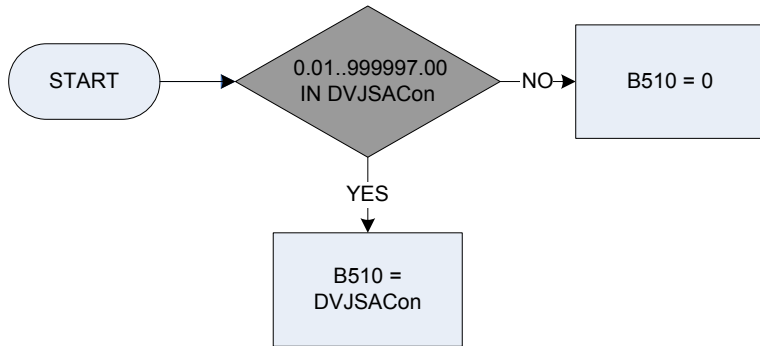 START
0.01..999997.00
IN DVJSACon
NO
B510 = 0
YES
B510 =
DVJSACon